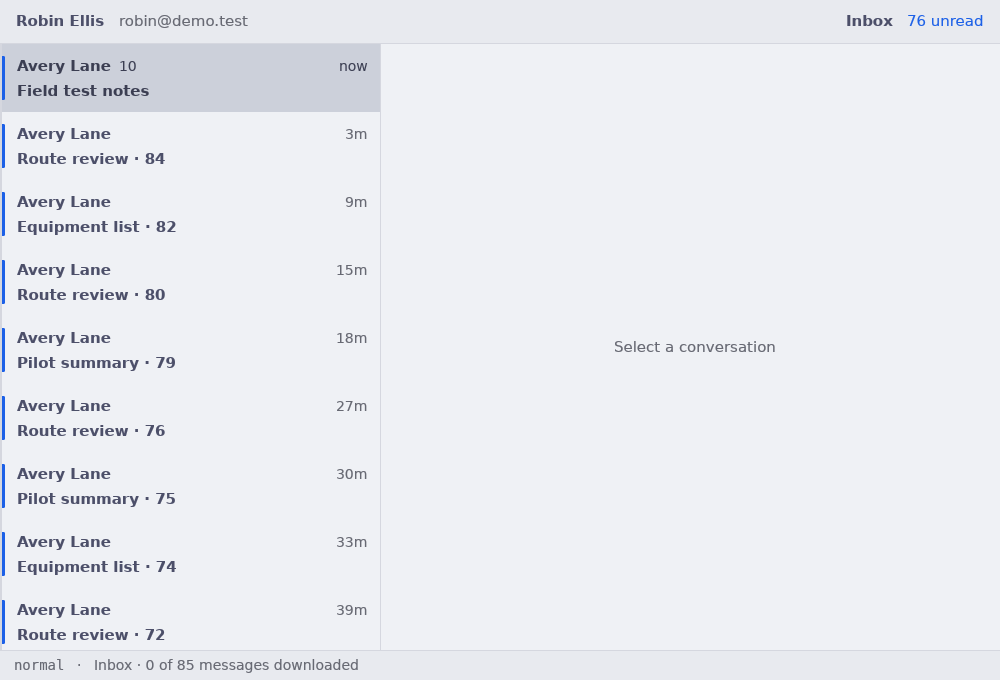 Robin Ellis robin@demo.test Inbox 76 unread
Avery Lane 10 now
Field test notes
Avery Lane 3m
Route review · 84
Avery Lane 9m
Equipment list · 82
Avery Lane 15m
Route review · 80
Avery Lane 18m
Pilot summary · 79
Select a conversation
Avery Lane 27m
Route review · 76
Avery Lane 30m
Pilot summary · 75
Avery Lane 33m
Equipment list · 74
Avery Lane 39m
Route review · 72
normal · Inbox · 0 of 85 messages downloaded